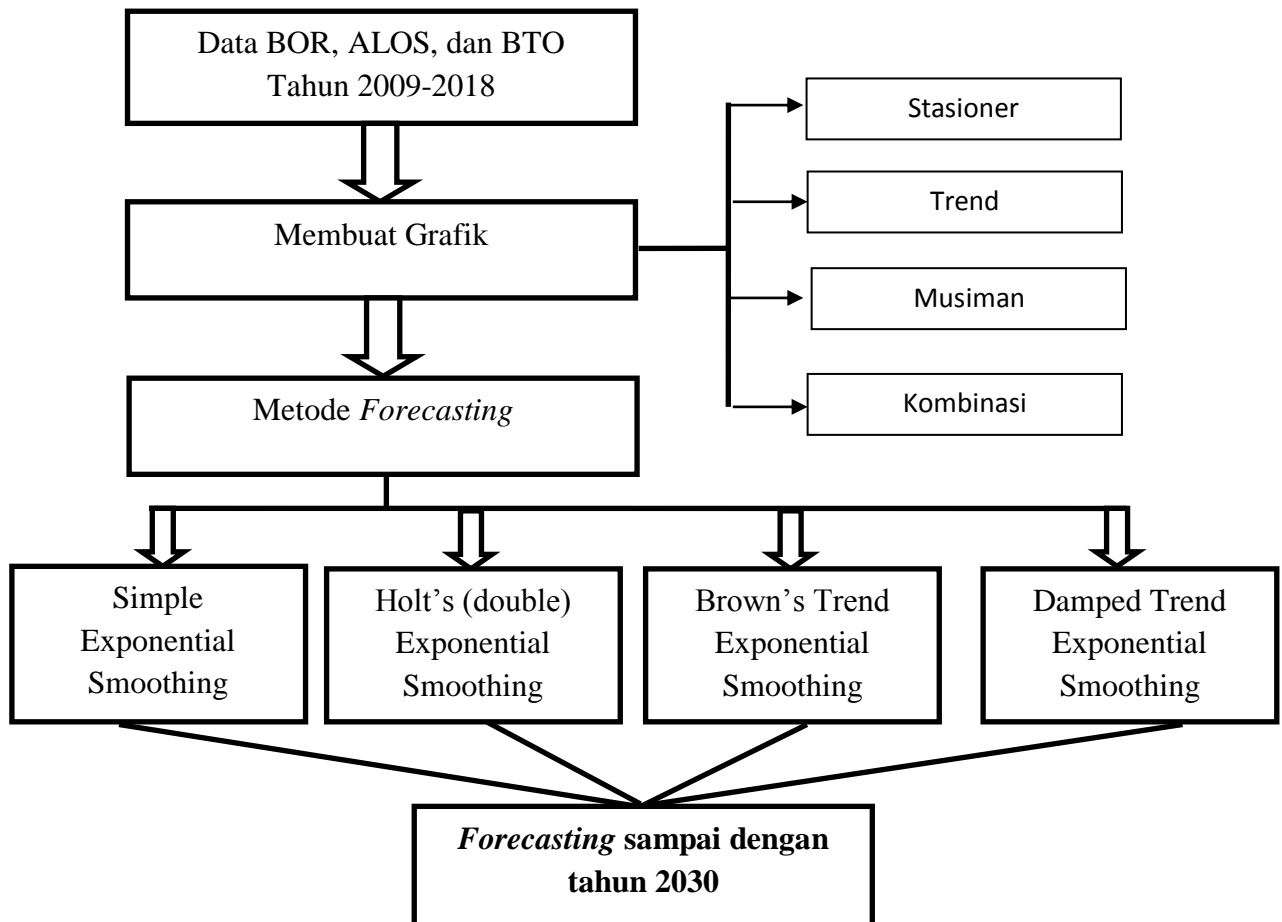 Data BOR, ALOS, dan BTO
Tahun 2009-2018
Stasioner
Trend
Membuat Grafik
Musiman
Kombinasi
Metode Forecasting
Simple
Exponential
Smoothing
Holt's (double)
Exponential
Smoothing
Brown's Trend
Exponential
Smoothing
Damped Trend
Exponential
Smoothing
Forecasting sampai dengan
tahun 2030